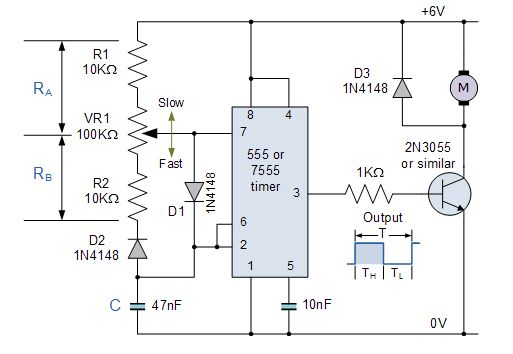 +6V
R1
10KΩ
RA
VR1
100KΩ
Slow
Fast
RB
R2
10KΩ
D1
1N4148
D2
1N4148
C
47nF
8
4
7
555 or
7555
timer
3
6
2
1
5
10nF
D3
1N4148
M
2N3055
or similar
1KΩ
Output
T
TH
TL
0V